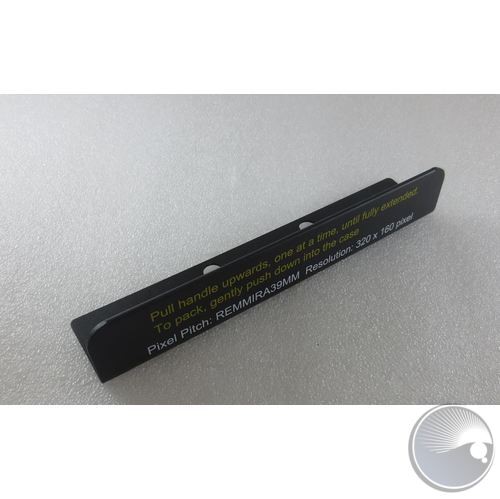 Pull handle upwards, one at a time, until fully extended.
To pack, gently push down into the case
Pixel Pitch: REMMIRA39MM Resolution: 320 x 160 pixel